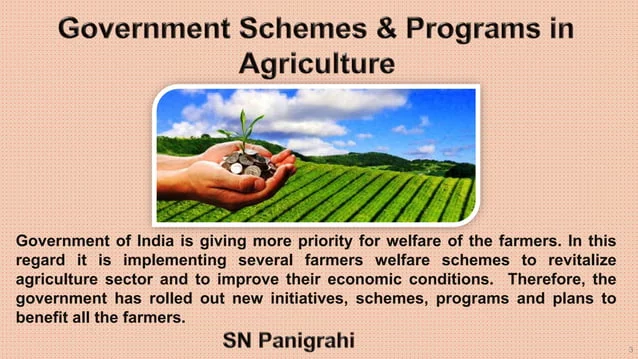 Government Schemes & Programs in
Agriculture
Government of India is giving more priority for welfare of the farmers. In this
regard it is implementing several farmers welfare schemes to revitalize
agriculture sector and to improve their economic conditions. Therefore, the
government has rolled out new initiatives, schemes, programs and plans to
benefit all the farmers.
SN Panigrahi
3